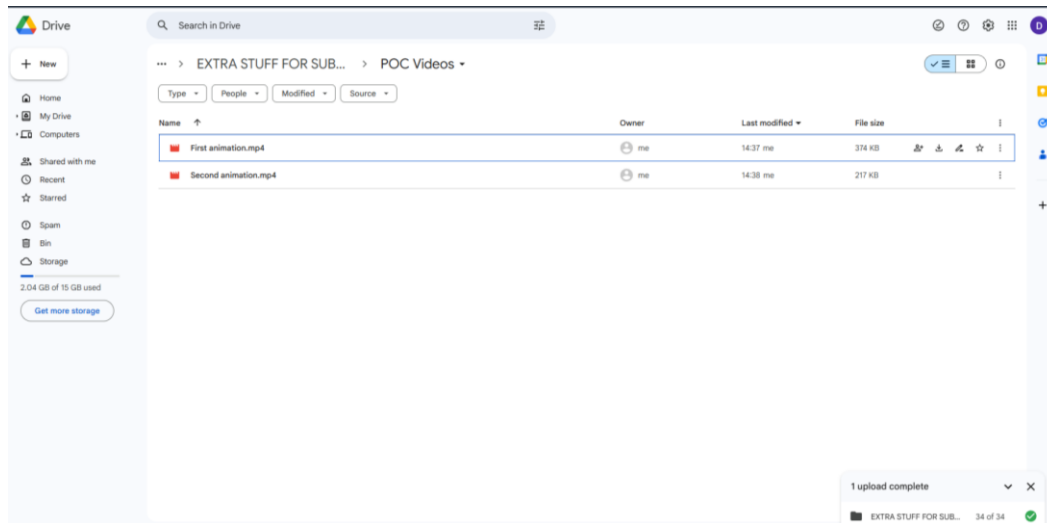 Drive
Search in Drive
D
New
EXTRA STUFF FOR SUB... > POC Videos
Type
People
Modified
Source
Home
My Drive
Computers
Shared with me
Recent
Starred
Spam
Bin
Storage
2.04 GB of 15 GB used
Get more storage
Name Owner Last modified File size
First animation.mp4 me 14:37 me 374 KB
Second animation.mp4 me 14:38 me 217 KB
1 upload complete
EXTRA STUFF FOR SUB... 34 of 34